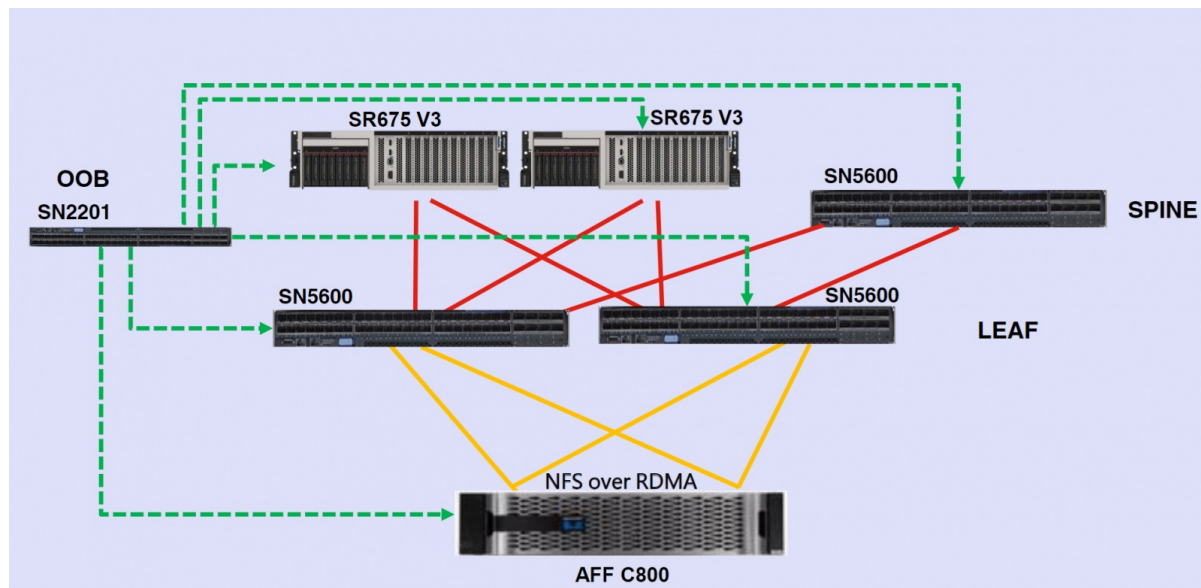 SR675 V3
SR675 V3
OOB
SN2201
SN5600
SPINE
SN5600
SN5600
LEAF
NFS over RDMA
AFF C800